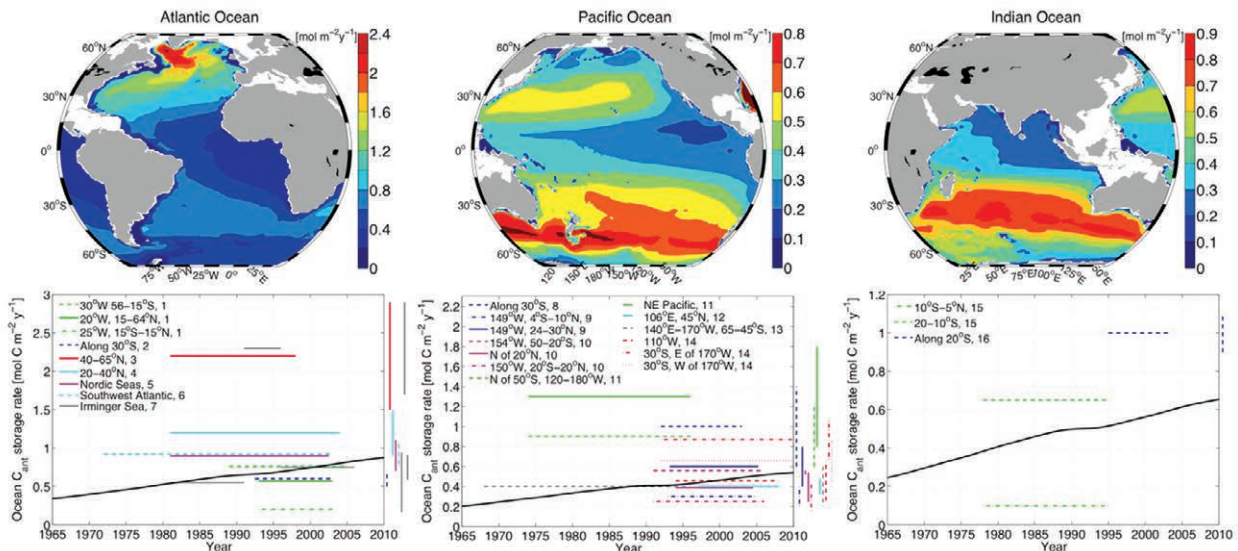 Atlantic Ocean
[mol m⁻²y⁻¹]
2.4
2
1.6
1.2
0.8
0.4
0
60°N
30°N
0°
30°S
60°S
75°W 50°W 25°W 0° 25°E
Pacific Ocean
[mol m⁻²y⁻¹]
0.8
0.7
0.6
0.5
0.4
0.3
0.2
0.1
0
60°N
30°N
0°
30°S
60°S
150°E 180°W 150°W
Indian Ocean
[mol m⁻²y⁻¹]
0.9
0.8
0.7
0.6
0.5
0.4
0.3
0.2
0.1
0
60°N
30°N
0°
30°S
60°S
25°E 50°E 75°E 100°E 125°E
Ocean Cant storage rate [mol C m⁻² y⁻¹]
3
2.5
2
1.5
1
0.5
0
30°W 56–15°S, 1
20°W, 15–64°N, 1
25°W, 15°S–15°N, 1
Along 30°S, 2
40–65°N, 3
20–40°N, 4
Nordic Seas, 5
Southwest Atlantic, 6
Irminger Sea, 7
1965 1970 1975 1980 1985 1990 1995 2000 2005 2010
Year
Ocean Cant storage rate [mol C m⁻² y⁻¹]
2.2
2
1.8
1.6
1.4
1.2
1
0.8
0.6
0.4
0.2
0
Along 30°S, 8
149°W, 4°S–10°N, 9
149°W, 24–30°N, 9
154°W, 50–20°S, 10
N of 20°N, 10
150°W, 20°S–20°N, 10
N of 50°S, 120–180°W, 11
NE Pacific, 11
106°E, 45°N, 12
140°E–170°W, 65–45°S, 13
110°W, 14
30°S, E of 170°W, 14
30°S, W of 170°W, 14
1965 1970 1975 1980 1985 1990 1995 2000 2005 2010
Year
Ocean Cant storage rate [mol C m⁻² y⁻¹]
1.2
1
0.8
0.6
0.4
0.2
0
10°S–5°N, 15
20–10°S, 15
Along 20°S, 16
1965 1970 1975 1980 1985 1990 1995 2000 2005 2010
Year